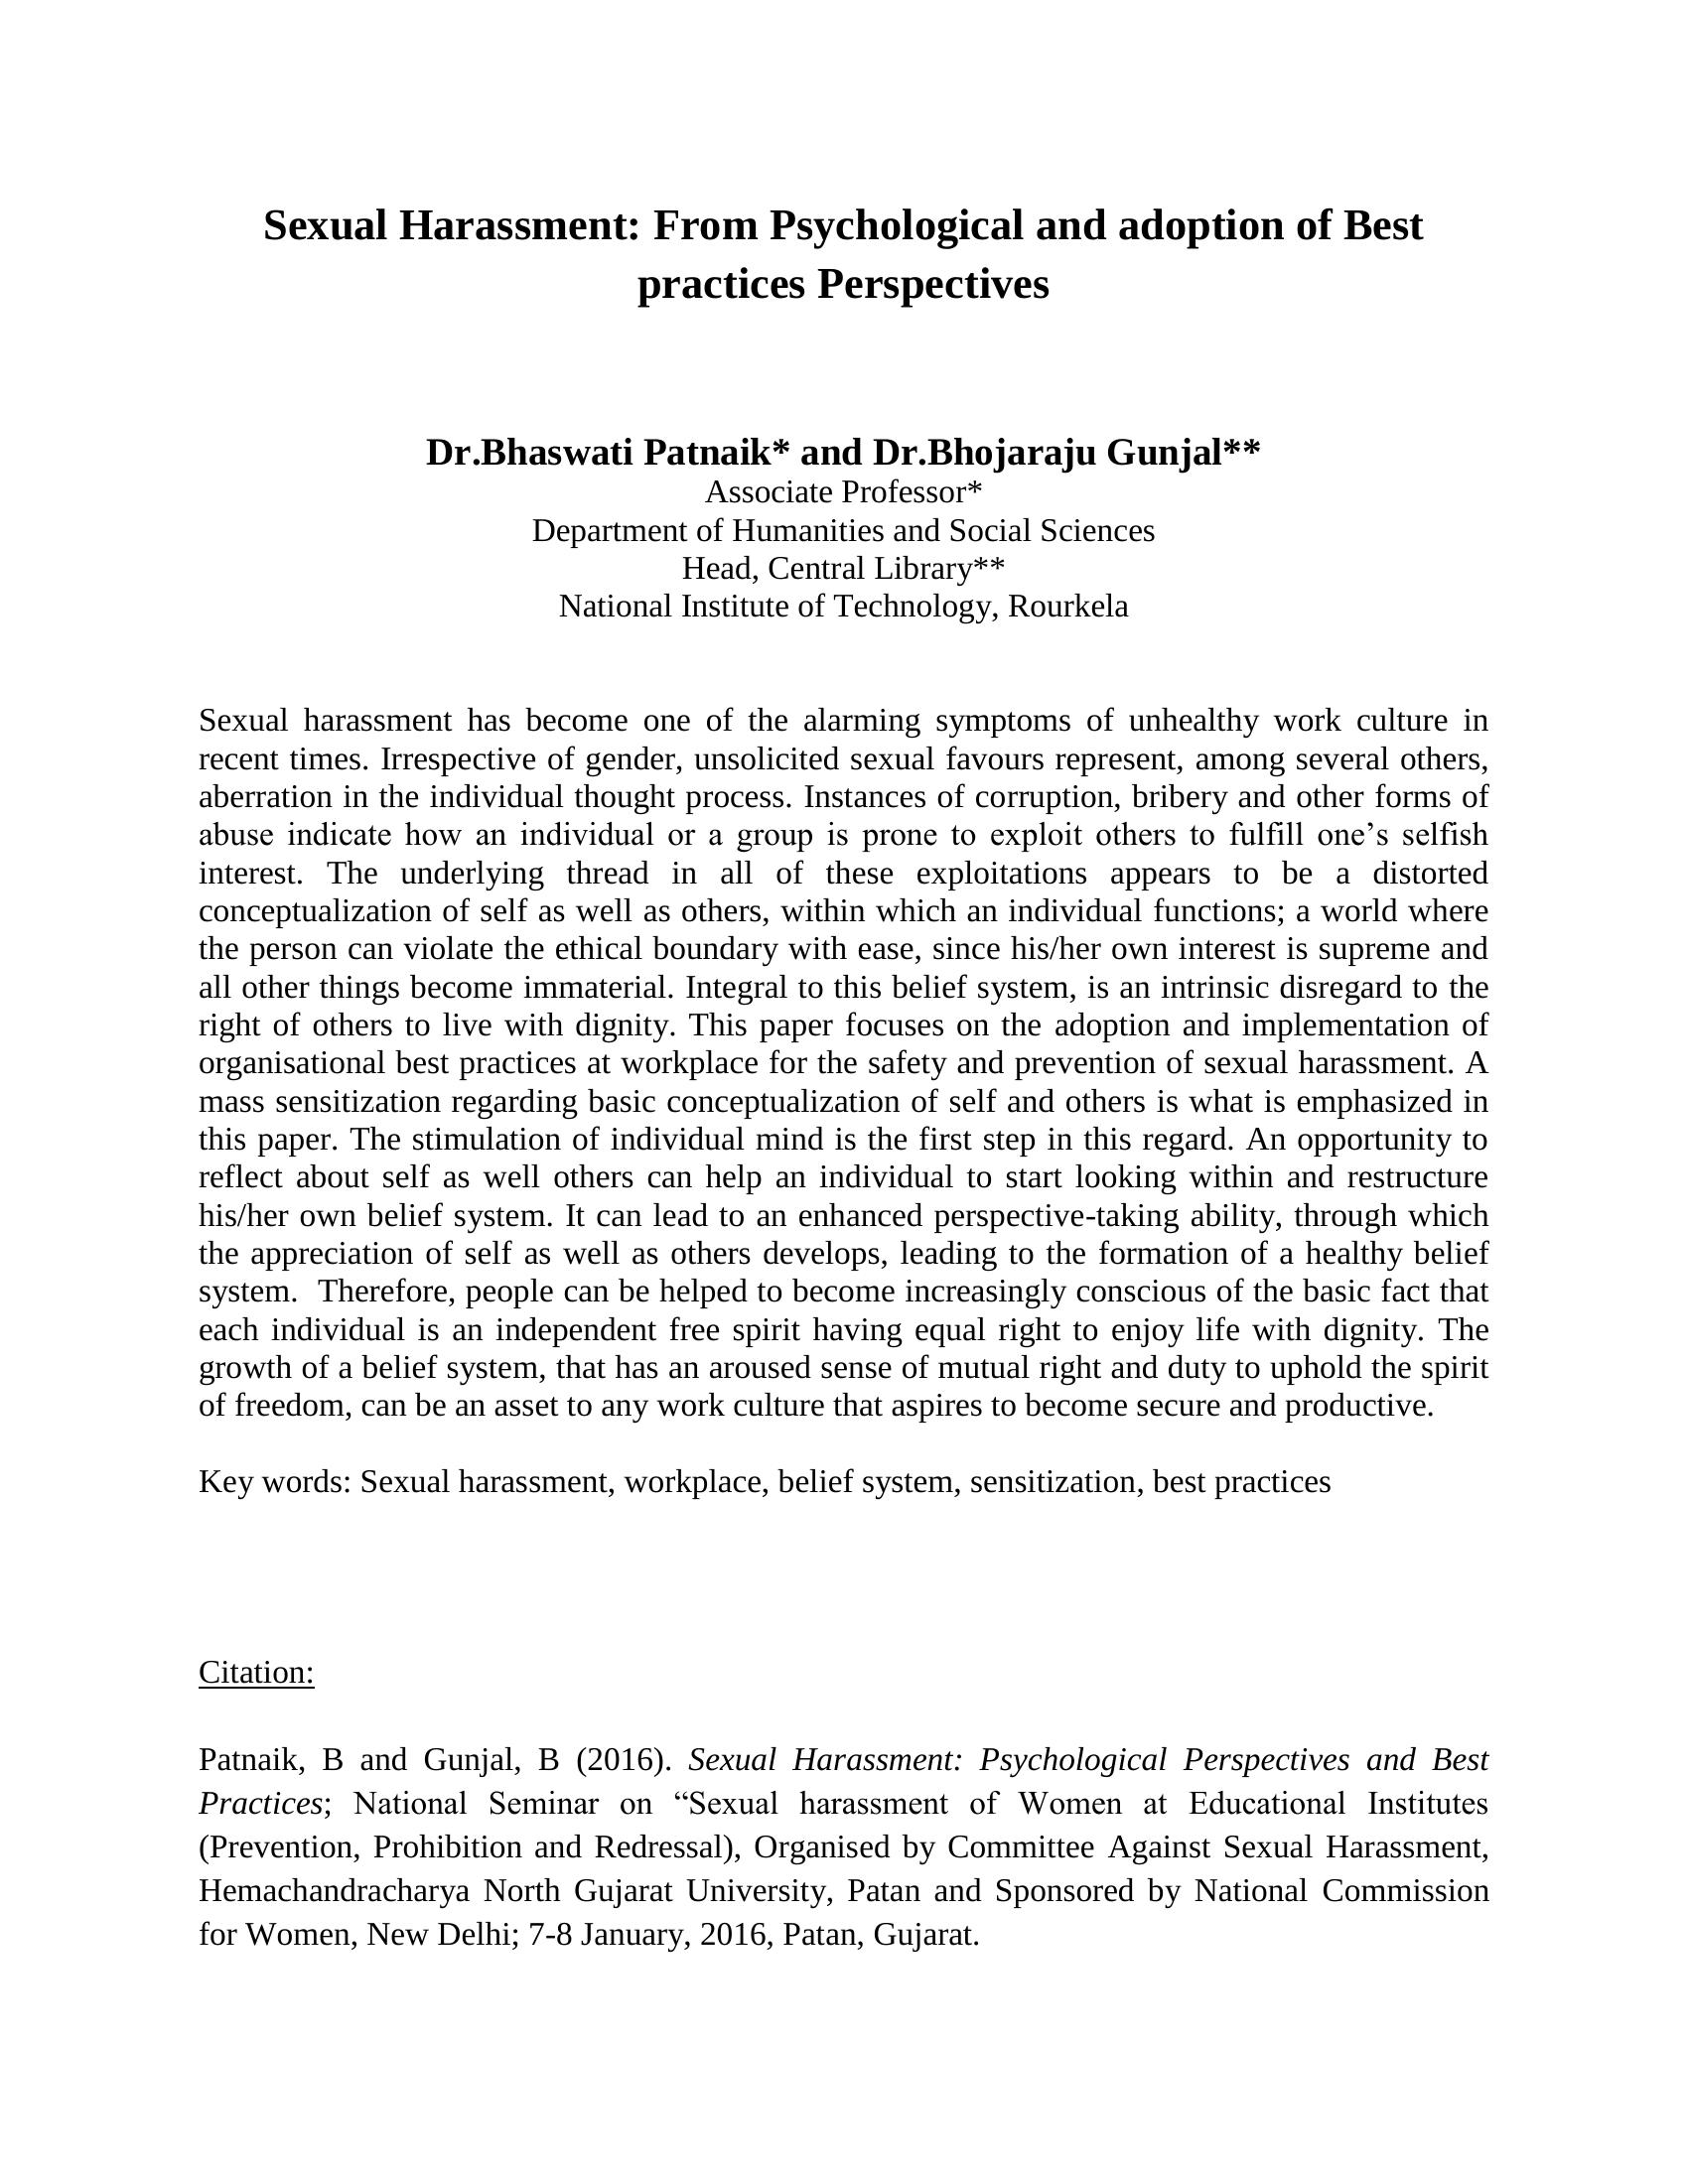 Sexual Harassment: From Psychological and adoption of Best
practices Perspectives
Dr.Bhaswati Patnaik* and Dr.Bhojaraju Gunjal**
Associate Professor*
Department of Humanities and Social Sciences
Head, Central Library**
National Institute of Technology, Rourkela
Sexual harassment has become one of the alarming symptoms of unhealthy work culture in
recent times. Irrespective of gender, unsolicited sexual favours represent, among several others,
aberration in the individual thought process. Instances of corruption, bribery and other forms of
abuse indicate how an individual or a group is prone to exploit others to fulfill one’s selfish
interest. The underlying thread in all of these exploitations appears to be a distorted
conceptualization of self as well as others, within which an individual functions; a world where
the person can violate the ethical boundary with ease, since his/her own interest is supreme and
all other things become immaterial. Integral to this belief system, is an intrinsic disregard to the
right of others to live with dignity. This paper focuses on the adoption and implementation of
organisational best practices at workplace for the safety and prevention of sexual harassment. A
mass sensitization regarding basic conceptualization of self and others is what is emphasized in
this paper. The stimulation of individual mind is the first step in this regard. An opportunity to
reflect about self as well others can help an individual to start looking within and restructure
his/her own belief system. It can lead to an enhanced perspective-taking ability, through which
the appreciation of self as well as others develops, leading to the formation of a healthy belief
system.  Therefore, people can be helped to become increasingly conscious of the basic fact that
each individual is an independent free spirit having equal right to enjoy life with dignity. The
growth of a belief system, that has an aroused sense of mutual right and duty to uphold the spirit
of freedom, can be an asset to any work culture that aspires to become secure and productive.
Key words: Sexual harassment, workplace, belief system, sensitization, best practices
Citation:
Patnaik, B and Gunjal, B (2016). Sexual Harassment: Psychological Perspectives and Best
Practices; National Seminar on “Sexual harassment of Women at Educational Institutes
(Prevention, Prohibition and Redressal), Organised by Committee Against Sexual Harassment,
Hemachandracharya North Gujarat University, Patan and Sponsored by National Commission
for Women, New Delhi; 7-8 January, 2016, Patan, Gujarat.